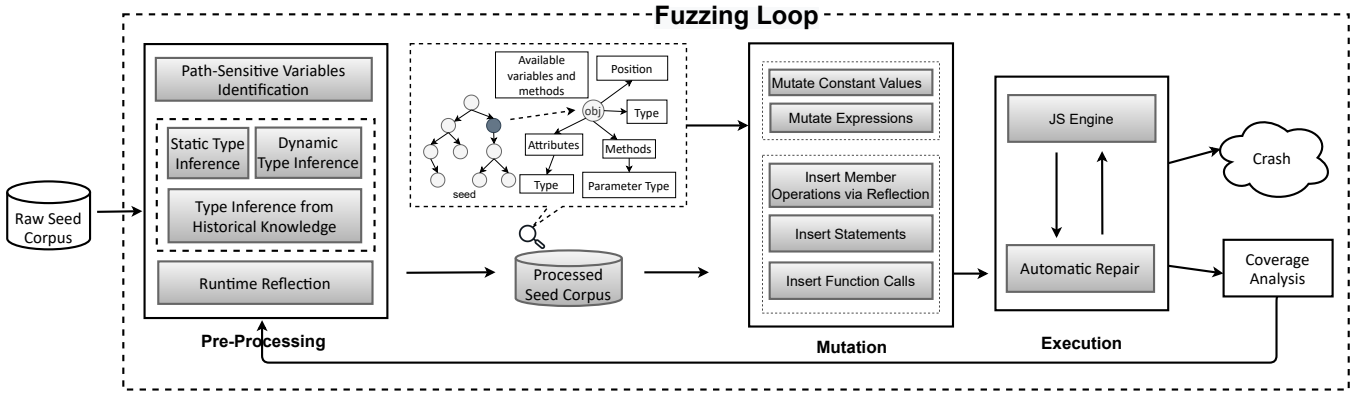 Fuzzing Loop
Raw Seed
Corpus
Path-Sensitive Variables
Identification
Static Type
Inference
Dynamic
Type Inference
Type Inference from
Historical Knowledge
Runtime Reflection
Pre-Processing
Available
variables and
methods
Position
obj
Type
Attributes
Methods
Type
Parameter Type
seed
Processed
Seed Corpus
Mutate Constant Values
Mutate Expressions
Insert Member
Operations via Reflection
Insert Statements
Insert Function Calls
Mutation
JS Engine
Automatic Repair
Execution
Crash
Coverage
Analysis